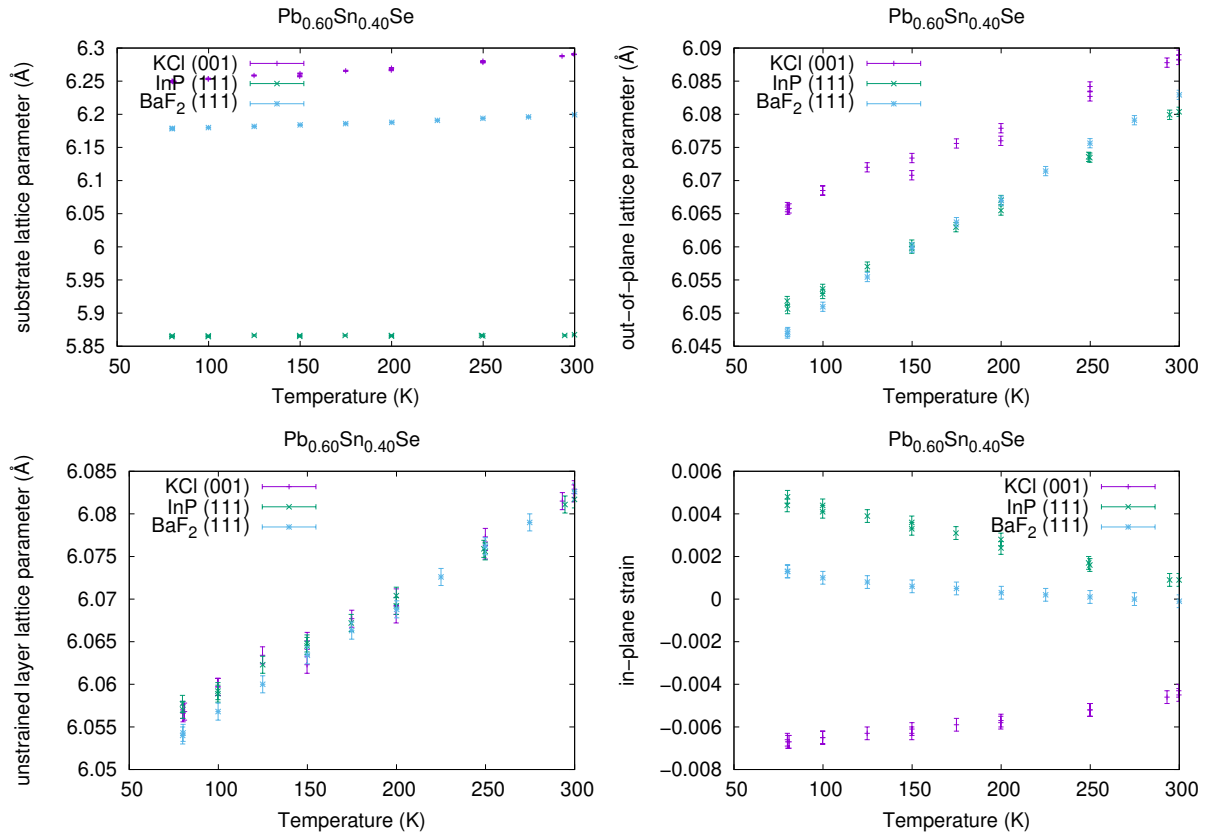 Pb0.60Sn0.40Se
substrate lattice parameter (Å)
6.3
6.25
6.2
6.15
6.1
6.05
6
5.95
5.9
5.85
KCl (001)
InP (111)
BaF2 (111)
50 100 150 200 250 300
Temperature (K)
Pb0.60Sn0.40Se
out-of-plane lattice parameter (Å)
6.09
6.085
6.08
6.075
6.07
6.065
6.06
6.055
6.05
6.045
KCl (001)
InP (111)
BaF2 (111)
50 100 150 200 250 300
Temperature (K)
Pb0.60Sn0.40Se
unstrained layer lattice parameter (Å)
6.085
6.08
6.075
6.07
6.065
6.06
6.055
6.05
KCl (001)
InP (111)
BaF2 (111)
50 100 150 200 250 300
Temperature (K)
Pb0.60Sn0.40Se
in-plane strain
0.006
0.004
0.002
0
−0.002
−0.004
−0.006
−0.008
KCl (001)
InP (111)
BaF2 (111)
50 100 150 200 250 300
Temperature (K)